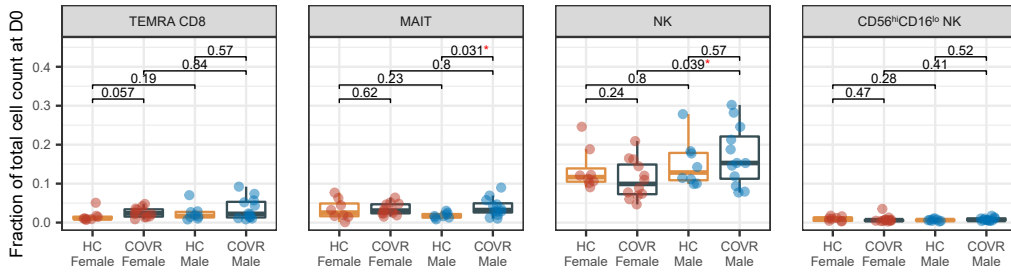 TEMRA CD8
MAIT
NK
CD56ʰⁱCD16ˡᵒ NK
Fraction of total cell count at D0
0.4
0.3
0.2
0.1
0.0
0.57
0.84
0.19
0.057
0.031*
0.8
0.23
0.62
0.57
0.039*
0.8
0.24
0.52
0.41
0.28
0.47
HC Female
COVR Female
HC Male
COVR Male
HC Female
COVR Female
HC Male
COVR Male
HC Female
COVR Female
HC Male
COVR Male
HC Female
COVR Female
HC Male
COVR Male